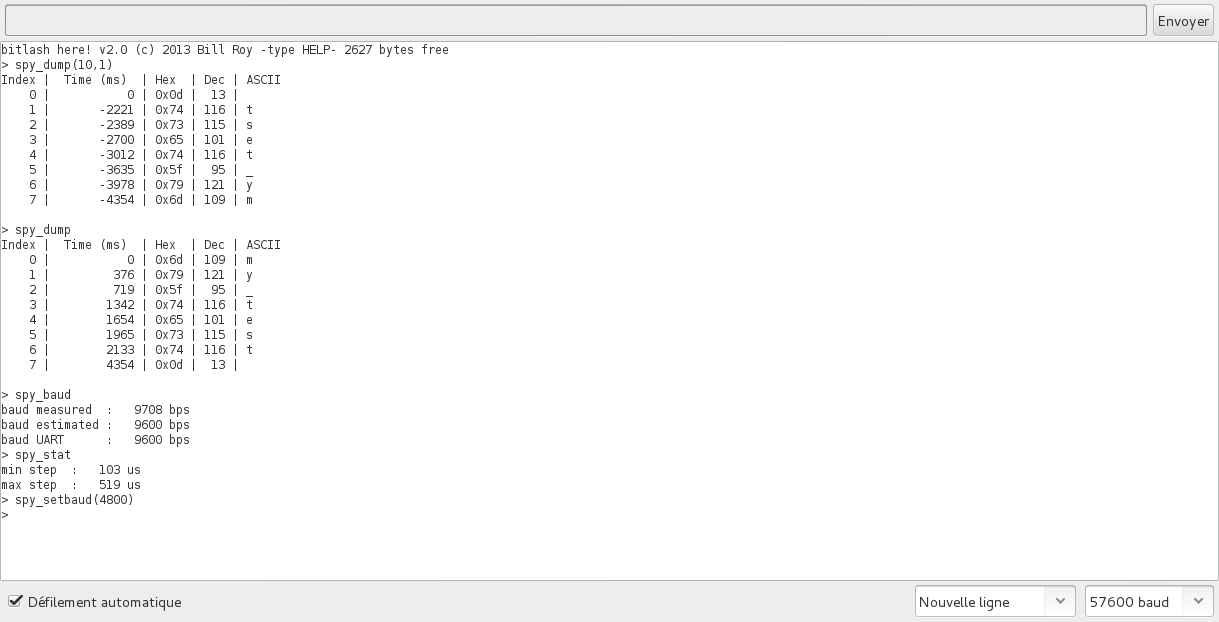 Envoyer
bitlash here! v2.0 (c) 2013 Bill Roy -type HELP- 2627 bytes free
> spy_dump(10,1)
Index |  Time (ms)  | Hex  | Dec | ASCII
    0 |           0 | 0x0d |  13 |
    1 |       -2221 | 0x74 | 116 | t
    2 |       -2389 | 0x73 | 115 | s
    3 |       -2700 | 0x65 | 101 | e
    4 |       -3012 | 0x74 | 116 | t
    5 |       -3635 | 0x5f |  95 | _
    6 |       -3978 | 0x79 | 121 | y
    7 |       -4354 | 0x6d | 109 | m
> spy_dump
Index |  Time (ms)  | Hex  | Dec | ASCII
    0 |           0 | 0x6d | 109 | m
    1 |         376 | 0x79 | 121 | y
    2 |         719 | 0x5f |  95 | _
    3 |        1342 | 0x74 | 116 | t
    4 |        1654 | 0x65 | 101 | e
    5 |        1965 | 0x73 | 115 | s
    6 |        2133 | 0x74 | 116 | t
    7 |        4354 | 0x0d |  13 |
> spy_baud
baud measured  :   9708 bps
baud estimated :   9600 bps
baud UART      :   9600 bps
> spy_stat
min step  :   103 us
max step  :   519 us
> spy_setbaud(4800)
>
Défilement automatique
Nouvelle ligne
57600 baud